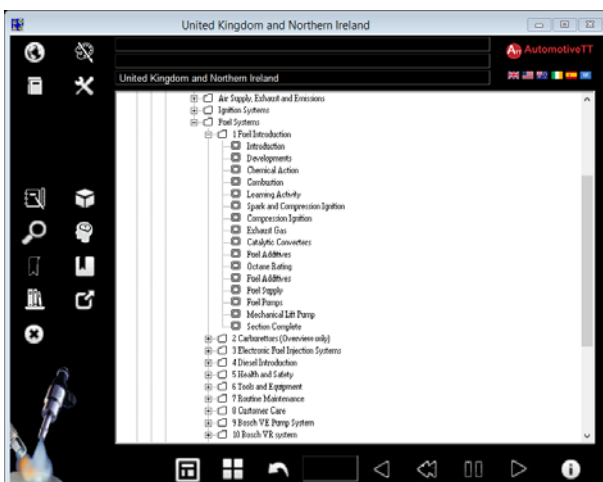 United Kingdom and Northern Ireland
AutomotiveTT
United Kingdom and Northern Ireland
Air Supply, Exhaust and Emissions
Ignition Systems
Fuel Systems
1 Fuel Introduction
Introduction
Developments
Chemical Action
Combustion
Learning Activity
Spark and Compression Ignition
Compression Ignition
Exhaust Gas
Catalytic Converters
Fuel Additives
Octane Rating
Fuel Additives
Fuel Supply
Fuel Pumps
Mechanical Lift Pump
Section Complete
2 Carburettors (Overview only)
3 Electronic Fuel Injection Systems
4 Diesel Introduction
5 Health and Safety
6 Tools and Equipment
7 Routine Maintenance
8 Customer Care
9 Bosch VE Pump System
10 Bosch VR system